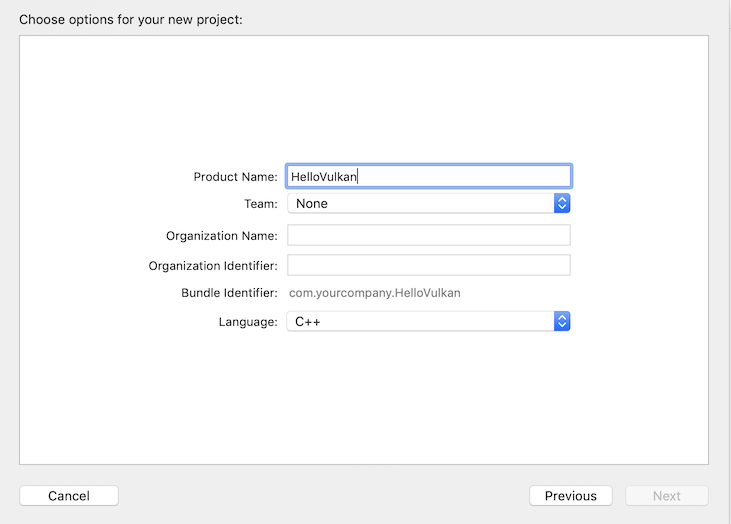 Choose options for your new project:
Product Name: HelloVulkan
Team: None
Organization Name:
Organization Identifier:
Bundle Identifier: com.yourcompany.HelloVulkan
Language: C++
Cancel Previous Next